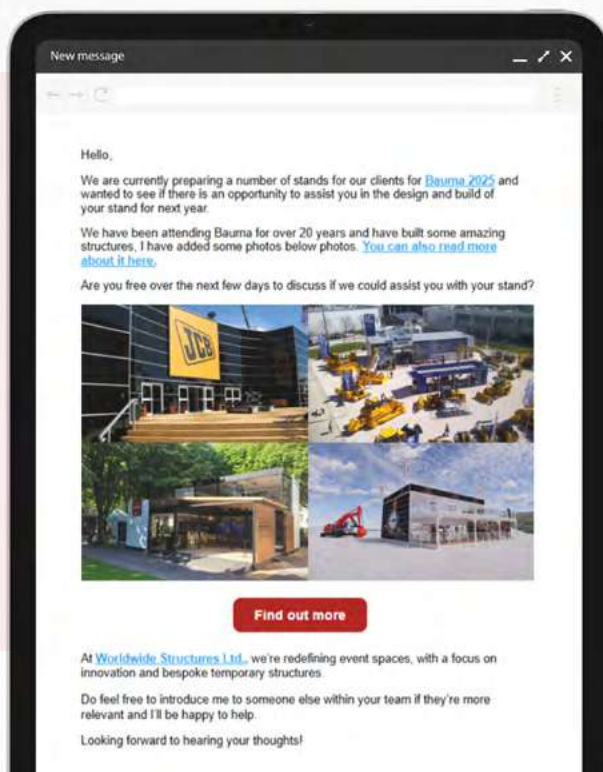 New message
Hello,
We are currently preparing a number of stands for our clients for Bauma 2025 and
wanted to see if there is an opportunity to assist you in the design and build of
your stand for next year.
We have been attending Bauma for over 20 years and have built some amazing
structures, I have added some photos below photos. You can also read more
about it here.
Are you free over the next few days to discuss if we could assist you with your stand?
JCB
Find out more
At Worldwide Structures Ltd., we're redefining event spaces, with a focus on
innovation and bespoke temporary structures.
Do feel free to introduce me to someone else within your team if they're more
relevant and I'll be happy to help.
Looking forward to hearing your thoughts!